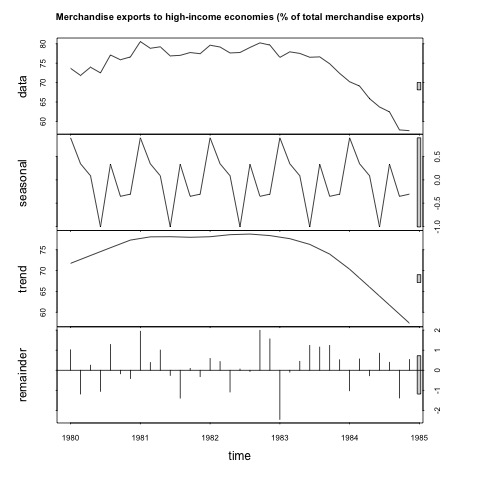 Merchandise exports to high-income economies (% of total merchandise exports)
data
80
75
70
65
60
seasonal
0.5
0.0
-0.5
-1.0
trend
75
70
65
60
remainder
2
1
0
-1
-2
1980 1981 1982 1983 1984 1985
time